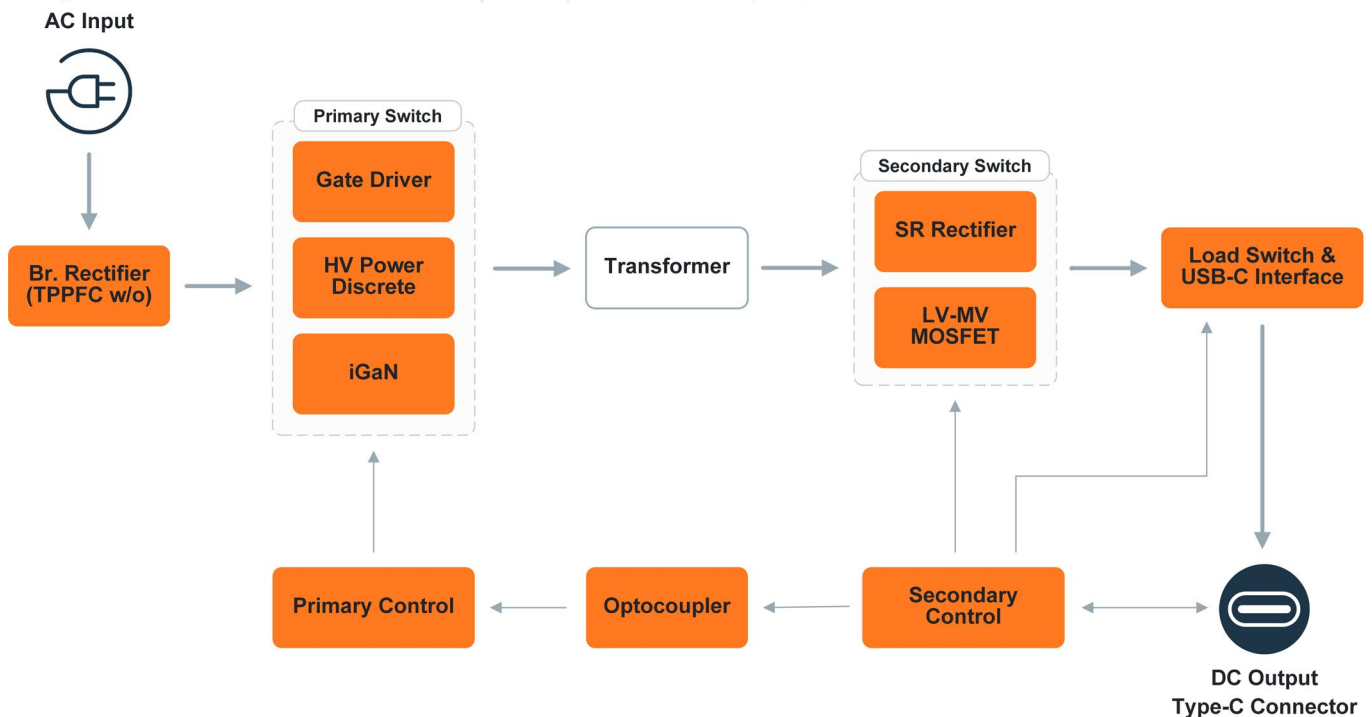 AC Input
Primary Switch
Gate Driver
HV Power
Discrete
iGaN
Br. Rectifier
(TPPFC w/o)
Transformer
Secondary Switch
SR Rectifier
LV-MV
MOSFET
Load Switch &
USB-C Interface
Primary Control
Optocoupler
Secondary
Control
DC Output
Type-C Connector